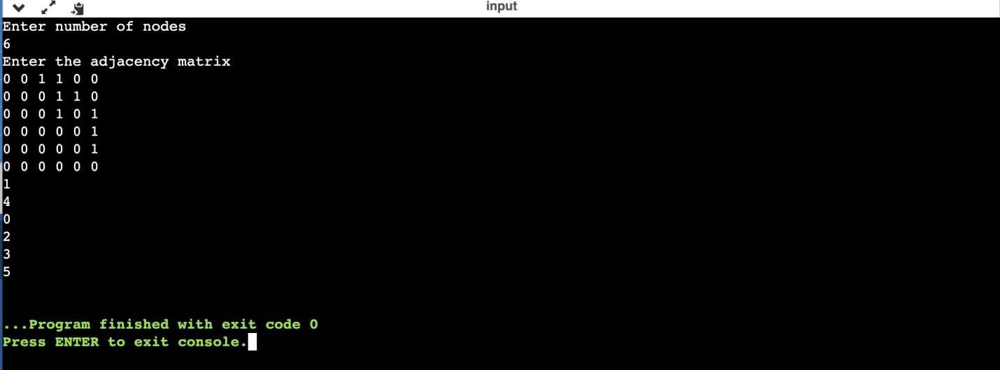 input
Enter number of nodes
6
Enter the adjacency matrix
0 0 1 1 0 0
0 0 0 1 1 0
0 0 0 1 0 1
0 0 0 0 0 1
0 0 0 0 0 1
0 0 0 0 0 0
1
4
0
2
3
5
...Program finished with exit code 0
Press ENTER to exit console.